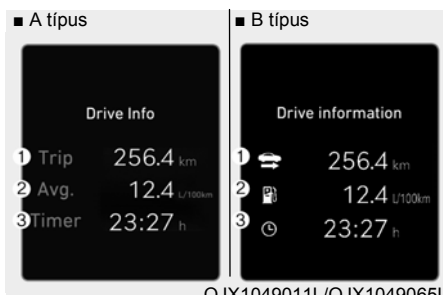 ■ A típus
Drive Info
1 Trip 256.4 km
2 Avg. 12.4 L/100km
3 Timer 23:27 h
■ B típus
Drive information
1 256.4 km
2 12.4 L/100km
3 23:27 h